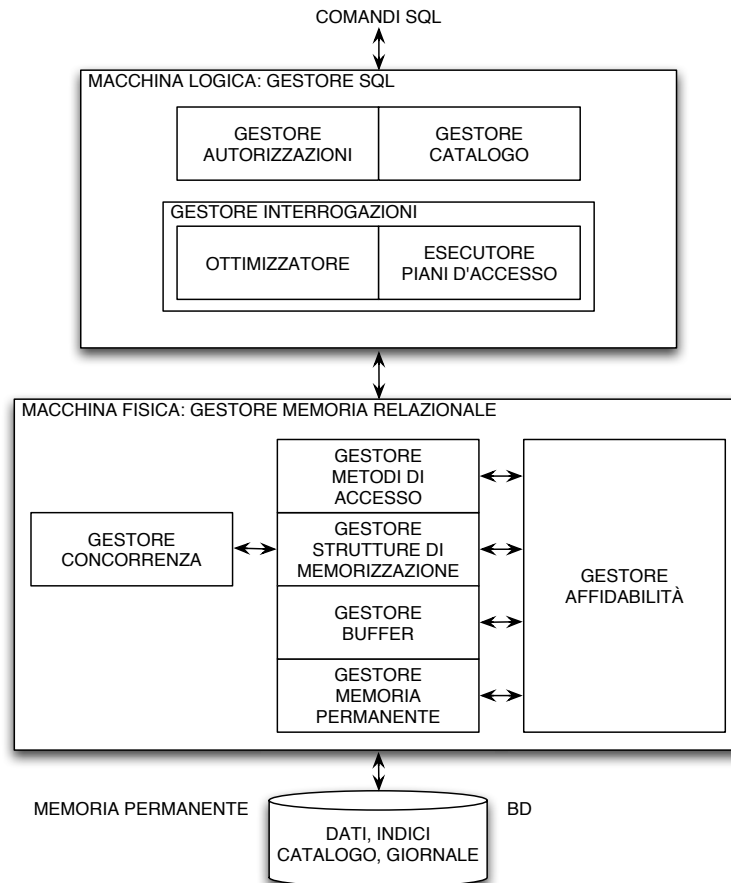 COMANDI SQL
MACCHINA LOGICA: GESTORE SQL
GESTORE
AUTORIZZAZIONI
GESTORE
CATALOGO
GESTORE INTERROGAZIONI
OTTIMIZZATORE
ESECUTORE
PIANI D'ACCESSO
MACCHINA FISICA: GESTORE MEMORIA RELAZIONALE
GESTORE
METODI DI
ACCESSO
GESTORE
CONCORRENZA
GESTORE
STRUTTURE DI
MEMORIZZAZIONE
GESTORE
AFFIDABILITÀ
GESTORE
BUFFER
GESTORE
MEMORIA
PERMANENTE
MEMORIA PERMANENTE
BD
DATI, INDICI
CATALOGO, GIORNALE